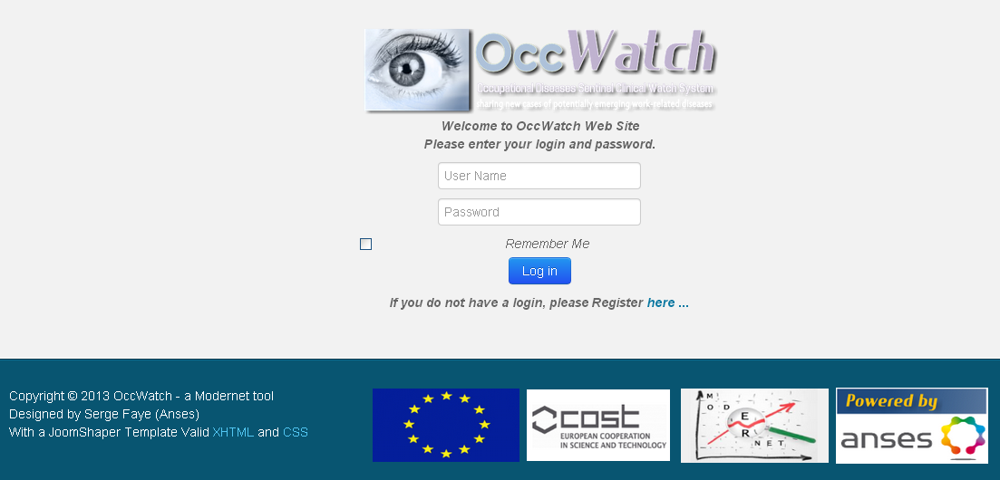 OccWatch
Occupational Diseases Sentinel Clinical Watch System
sharing new cases of potentially emerging work-related diseases
Welcome to OccWatch Web Site
Please enter your login and password.
User Name
Password
Remember Me
Log in
If you do not have a login, please Register here ...
Copyright © 2013 OccWatch - a Modernet tool
Designed by Serge Faye (Anses)
With a JoomShaper Template Valid XHTML and CSS
cost
EUROPEAN COOPERATION
IN SCIENCE AND TECHNOLOGY
M
O D E
R
N E T
Powered by
anses